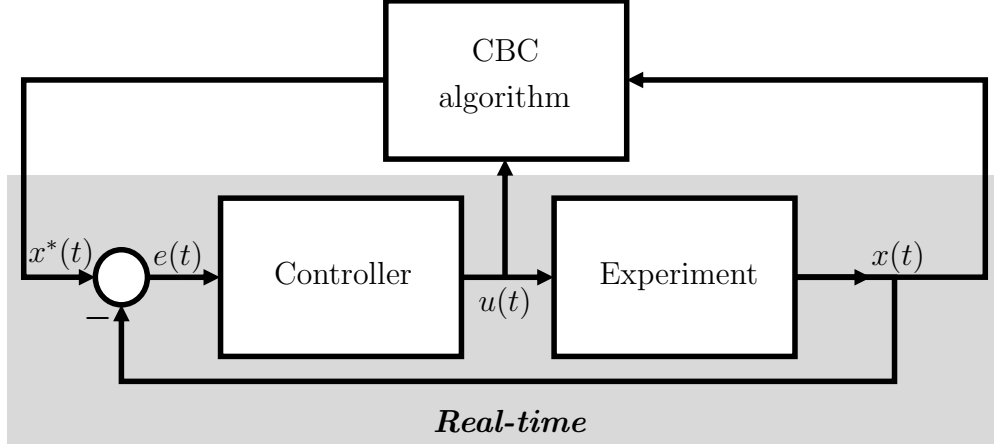 CBC
algorithm
x*(t)
e(t)
Controller
u(t)
Experiment
x(t)
−
Real-time